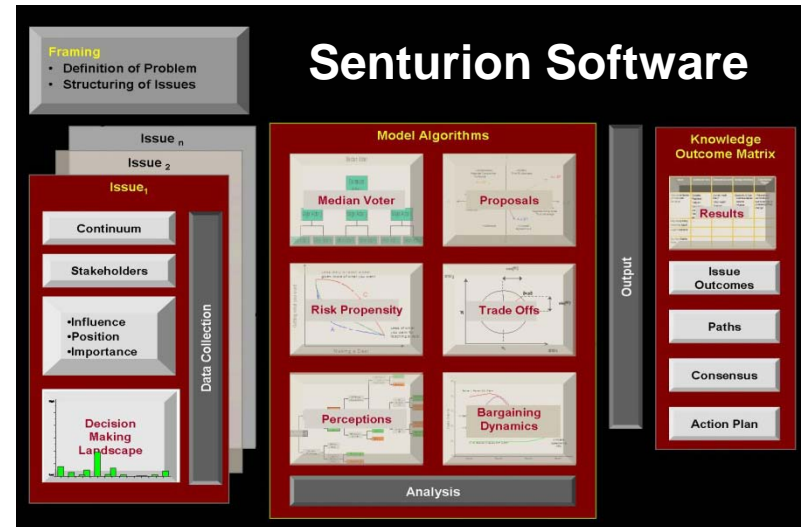 Senturion Software
Framing
• Definition of Problem
• Structuring of Issues
Issue n
Issue 2
Issue1
Continuum
Stakeholders
•Influence
•Position
•Importance
Decision
Making
Landscape
Data Collection
Model Algorithms
Median Voter
Proposals
Risk Propensity
Trade Offs
Perceptions
Bargaining
Dynamics
Analysis
Output
Knowledge
Outcome Matrix
Results
Issue
Outcomes
Paths
Consensus
Action Plan